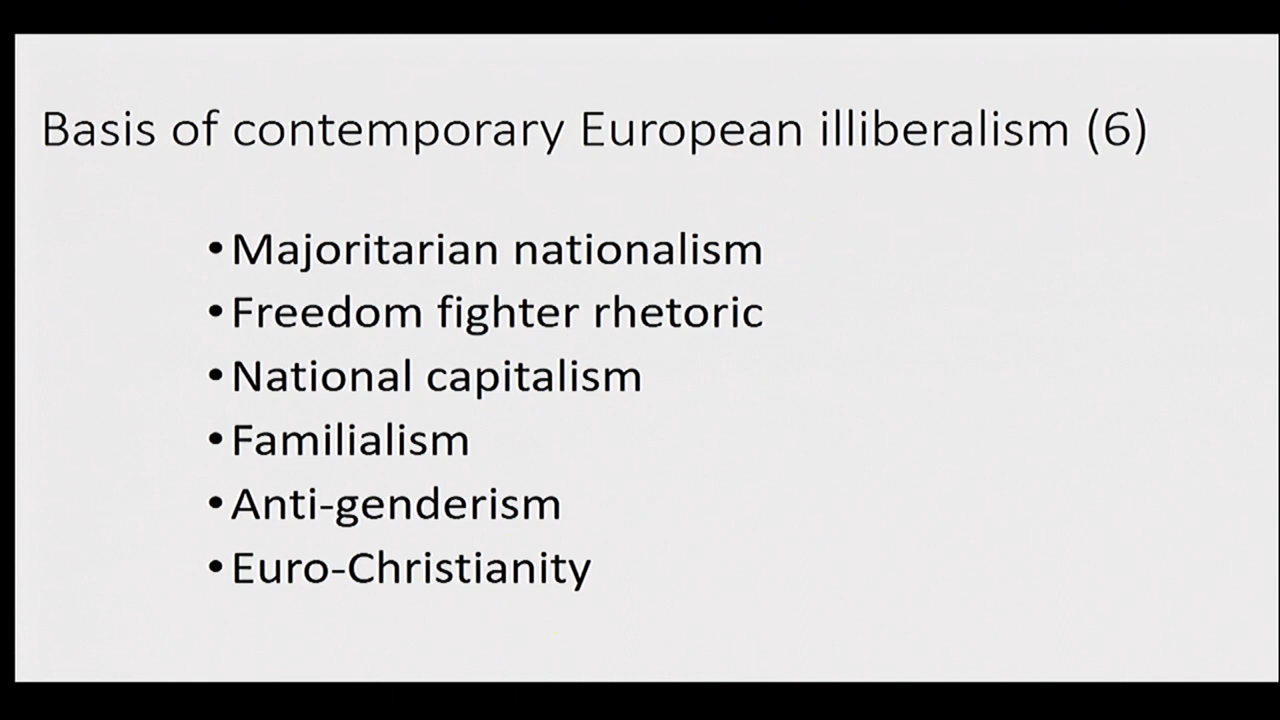 Basis of contemporary European illiberalism (6)
•Majoritarian nationalism
•Freedom fighter rhetoric
•National capitalism
•Familialism
•Anti-genderism
•Euro-Christianity